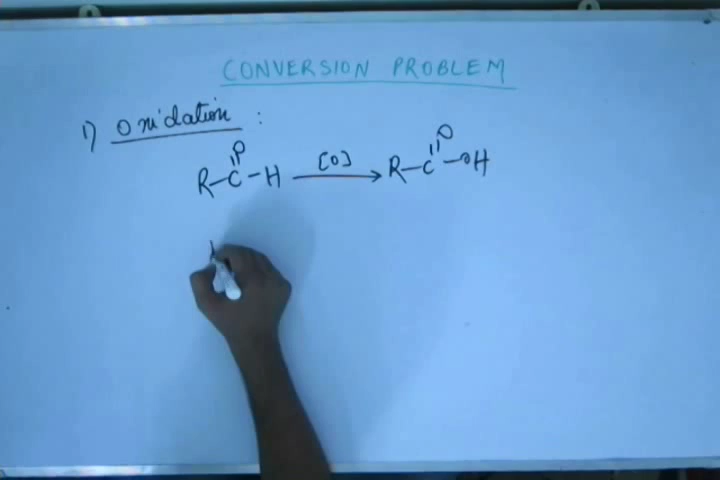 CONVERSION PROBLEM
1) Oxidation :
O O
R-C-H [O] → R-C-OH